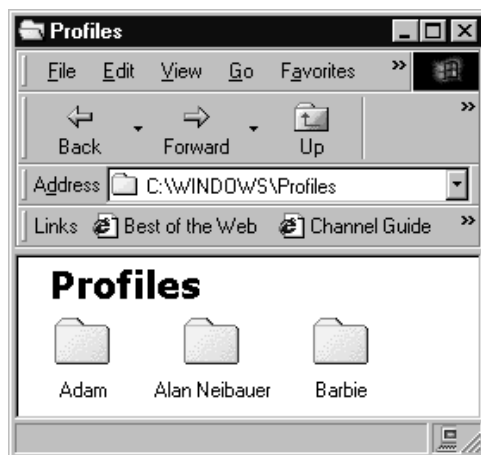 Profiles
File Edit View Go Favorites »
Back Forward Up »
Address C:\WINDOWS\Profiles
Links Best of the Web Channel Guide »
Profiles
Adam Alan Neibauer Barbie